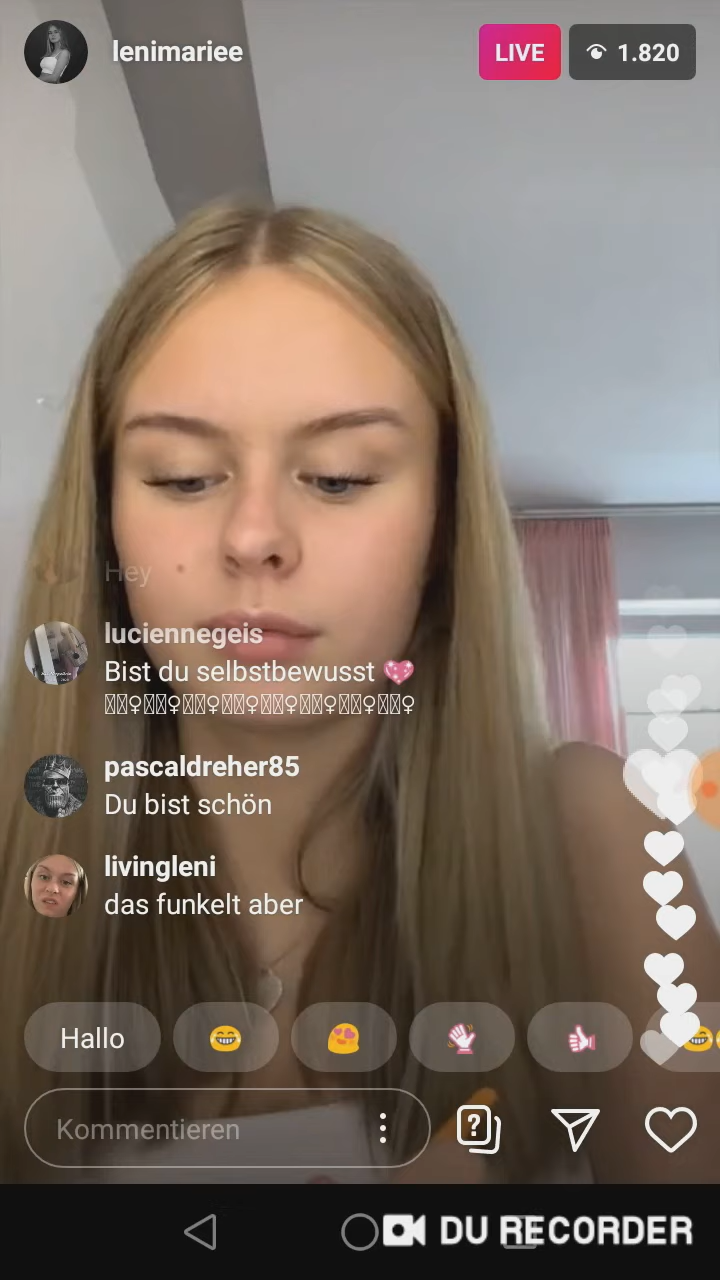 lenimariee
LIVE
1.820
Hey
luciennegeis
Bist du selbstbewusst 💖
♀♀♀♀♀♀♀♀
pascaldreher85
Du bist schön
livingleni
das funkelt aber
Hallo
Kommentieren
DU RECORDER